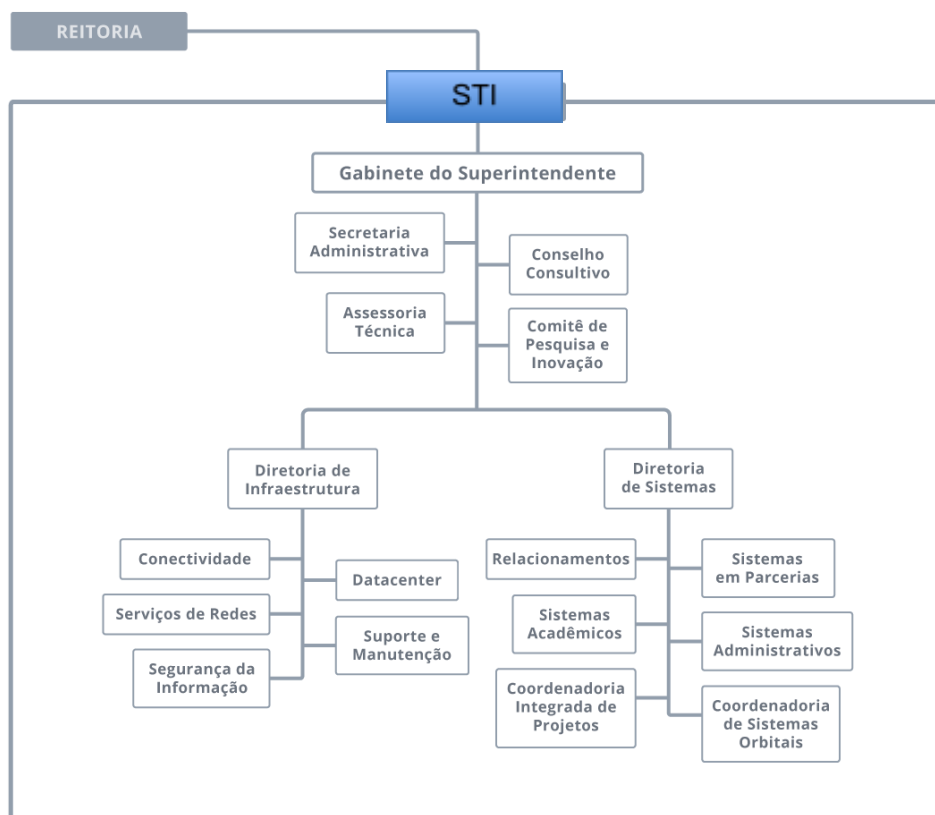 REITORIA
STI
Gabinete do Superintendente
Secretaria
Administrativa
Conselho
Consultivo
Assessoria
Técnica
Comitê de
Pesquisa e
Inovação
Diretoria de
Infraestrutura
Conectividade
Datacenter
Serviços de Redes
Suporte e
Manutenção
Segurança da
Informação
Diretoria
de Sistemas
Relacionamentos
Sistemas
em Parcerias
Sistemas
Acadêmicos
Sistemas
Administrativos
Coordenadoria
Integrada de
Projetos
Coordenadoria
de Sistemas
Orbitais